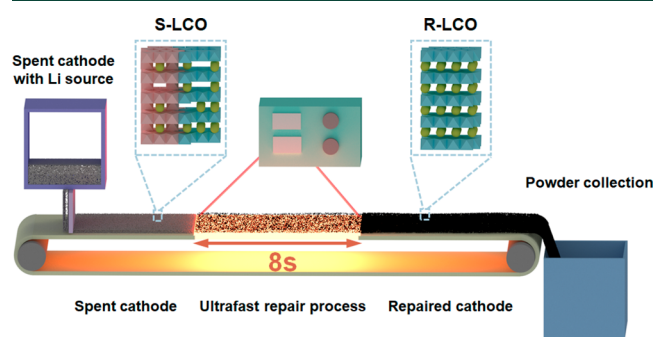 S-LCO
R-LCO
Spent cathode
with Li source
Powder collection
8s
Spent cathode
Ultrafast repair process
Repaired cathode